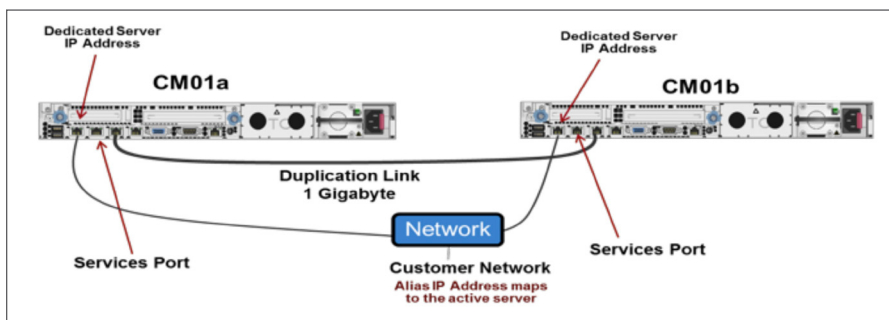 Dedicated Server
IP Address
CM01a
Dedicated Server
IP Address
CM01b
Duplication Link
1 Gigabyte
Network
Services Port
Services Port
Customer Network
Alias IP Address maps
to the active server